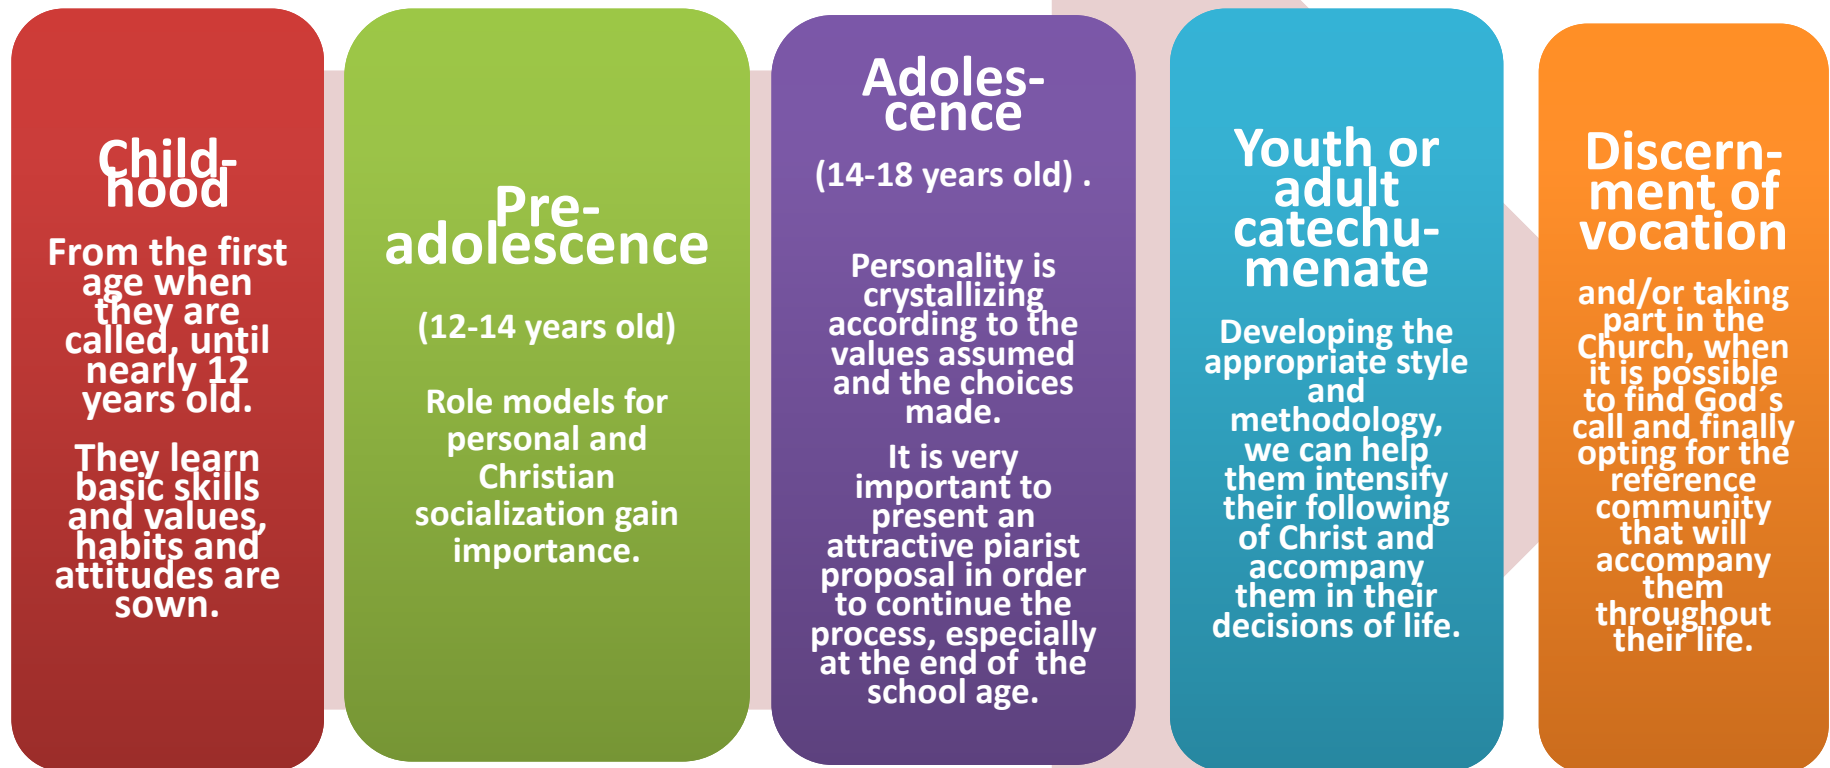 Child-
hood
From the first
age when
they are
called, until
nearly 12
years old.
They learn
basic skills
and values,
habits and
attitudes are
sown.
Pre-
adolescence
(12-14 years old)
Role models for
personal and
Christian
socialization gain
importance.
Adoles-
cence
(14-18 years old) .
Personality is
crystallizing
according to the
values assumed
and the choices
made.
It is very
important to
present an
attractive piarist
proposal in order
to continue the
process, especially
at the end of  the
school age.
Youth or
adult
catechu-
menate
Developing the
appropriate style
and
methodology,
we can help
them intensify
their following
of Christ and
accompany
them in their
decisions of life.
Discern-
ment of
vocation
and/or taking
part in the
Church, when
it is possible
to find God´s
call and finally
opting for the
reference
community
that will
accompany
them
throughout
their life.